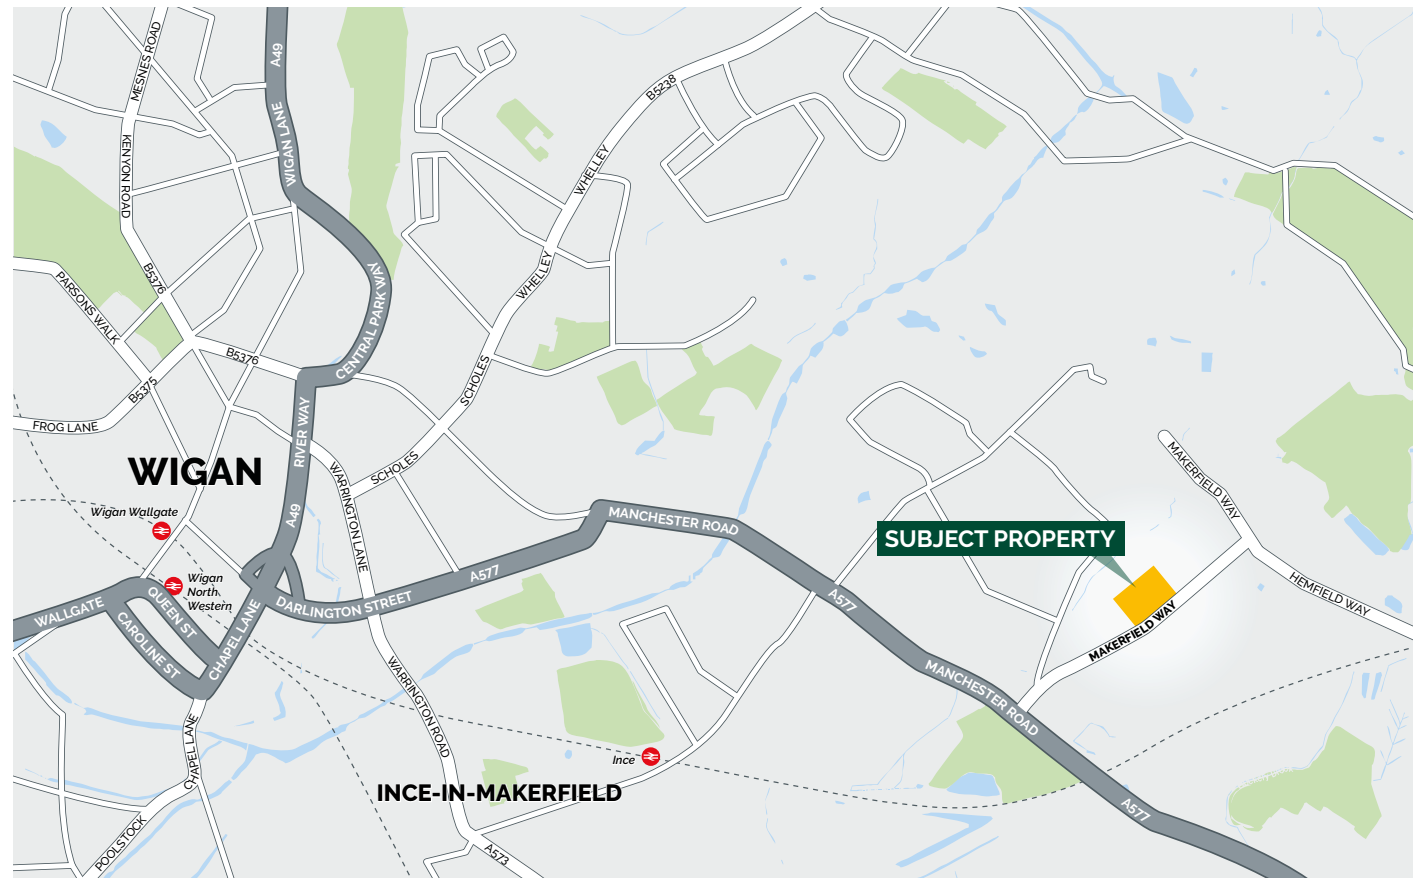 MESNES ROAD
A49
B5238
WIGAN LANE
KENYON ROAD
WHELLEY
WHELLEY
B5376
PARSONS WALK
CENTRAL PARK WAY
B5376
B5375
SCHOLES
FROG LANE
RIVER WAY
WIGAN
SCHOLES
WARRINGTON LANE
MAKERFIELD WAY
Wigan Wallgate
A49
MANCHESTER ROAD
SUBJECT PROPERTY
A577
Wigan
North
Western
HEMFIELD WAY
WALLGATE
QUEEN ST
DARLINGTON STREET
A577
CAROLINE ST
CHAPEL LANE
MAKERFIELD WAY
WARRINGTON ROAD
MANCHESTER ROAD
CHAPEL LANE
Ince
INCE-IN-MAKERFIELD
A577
POOLSTOCK
A573